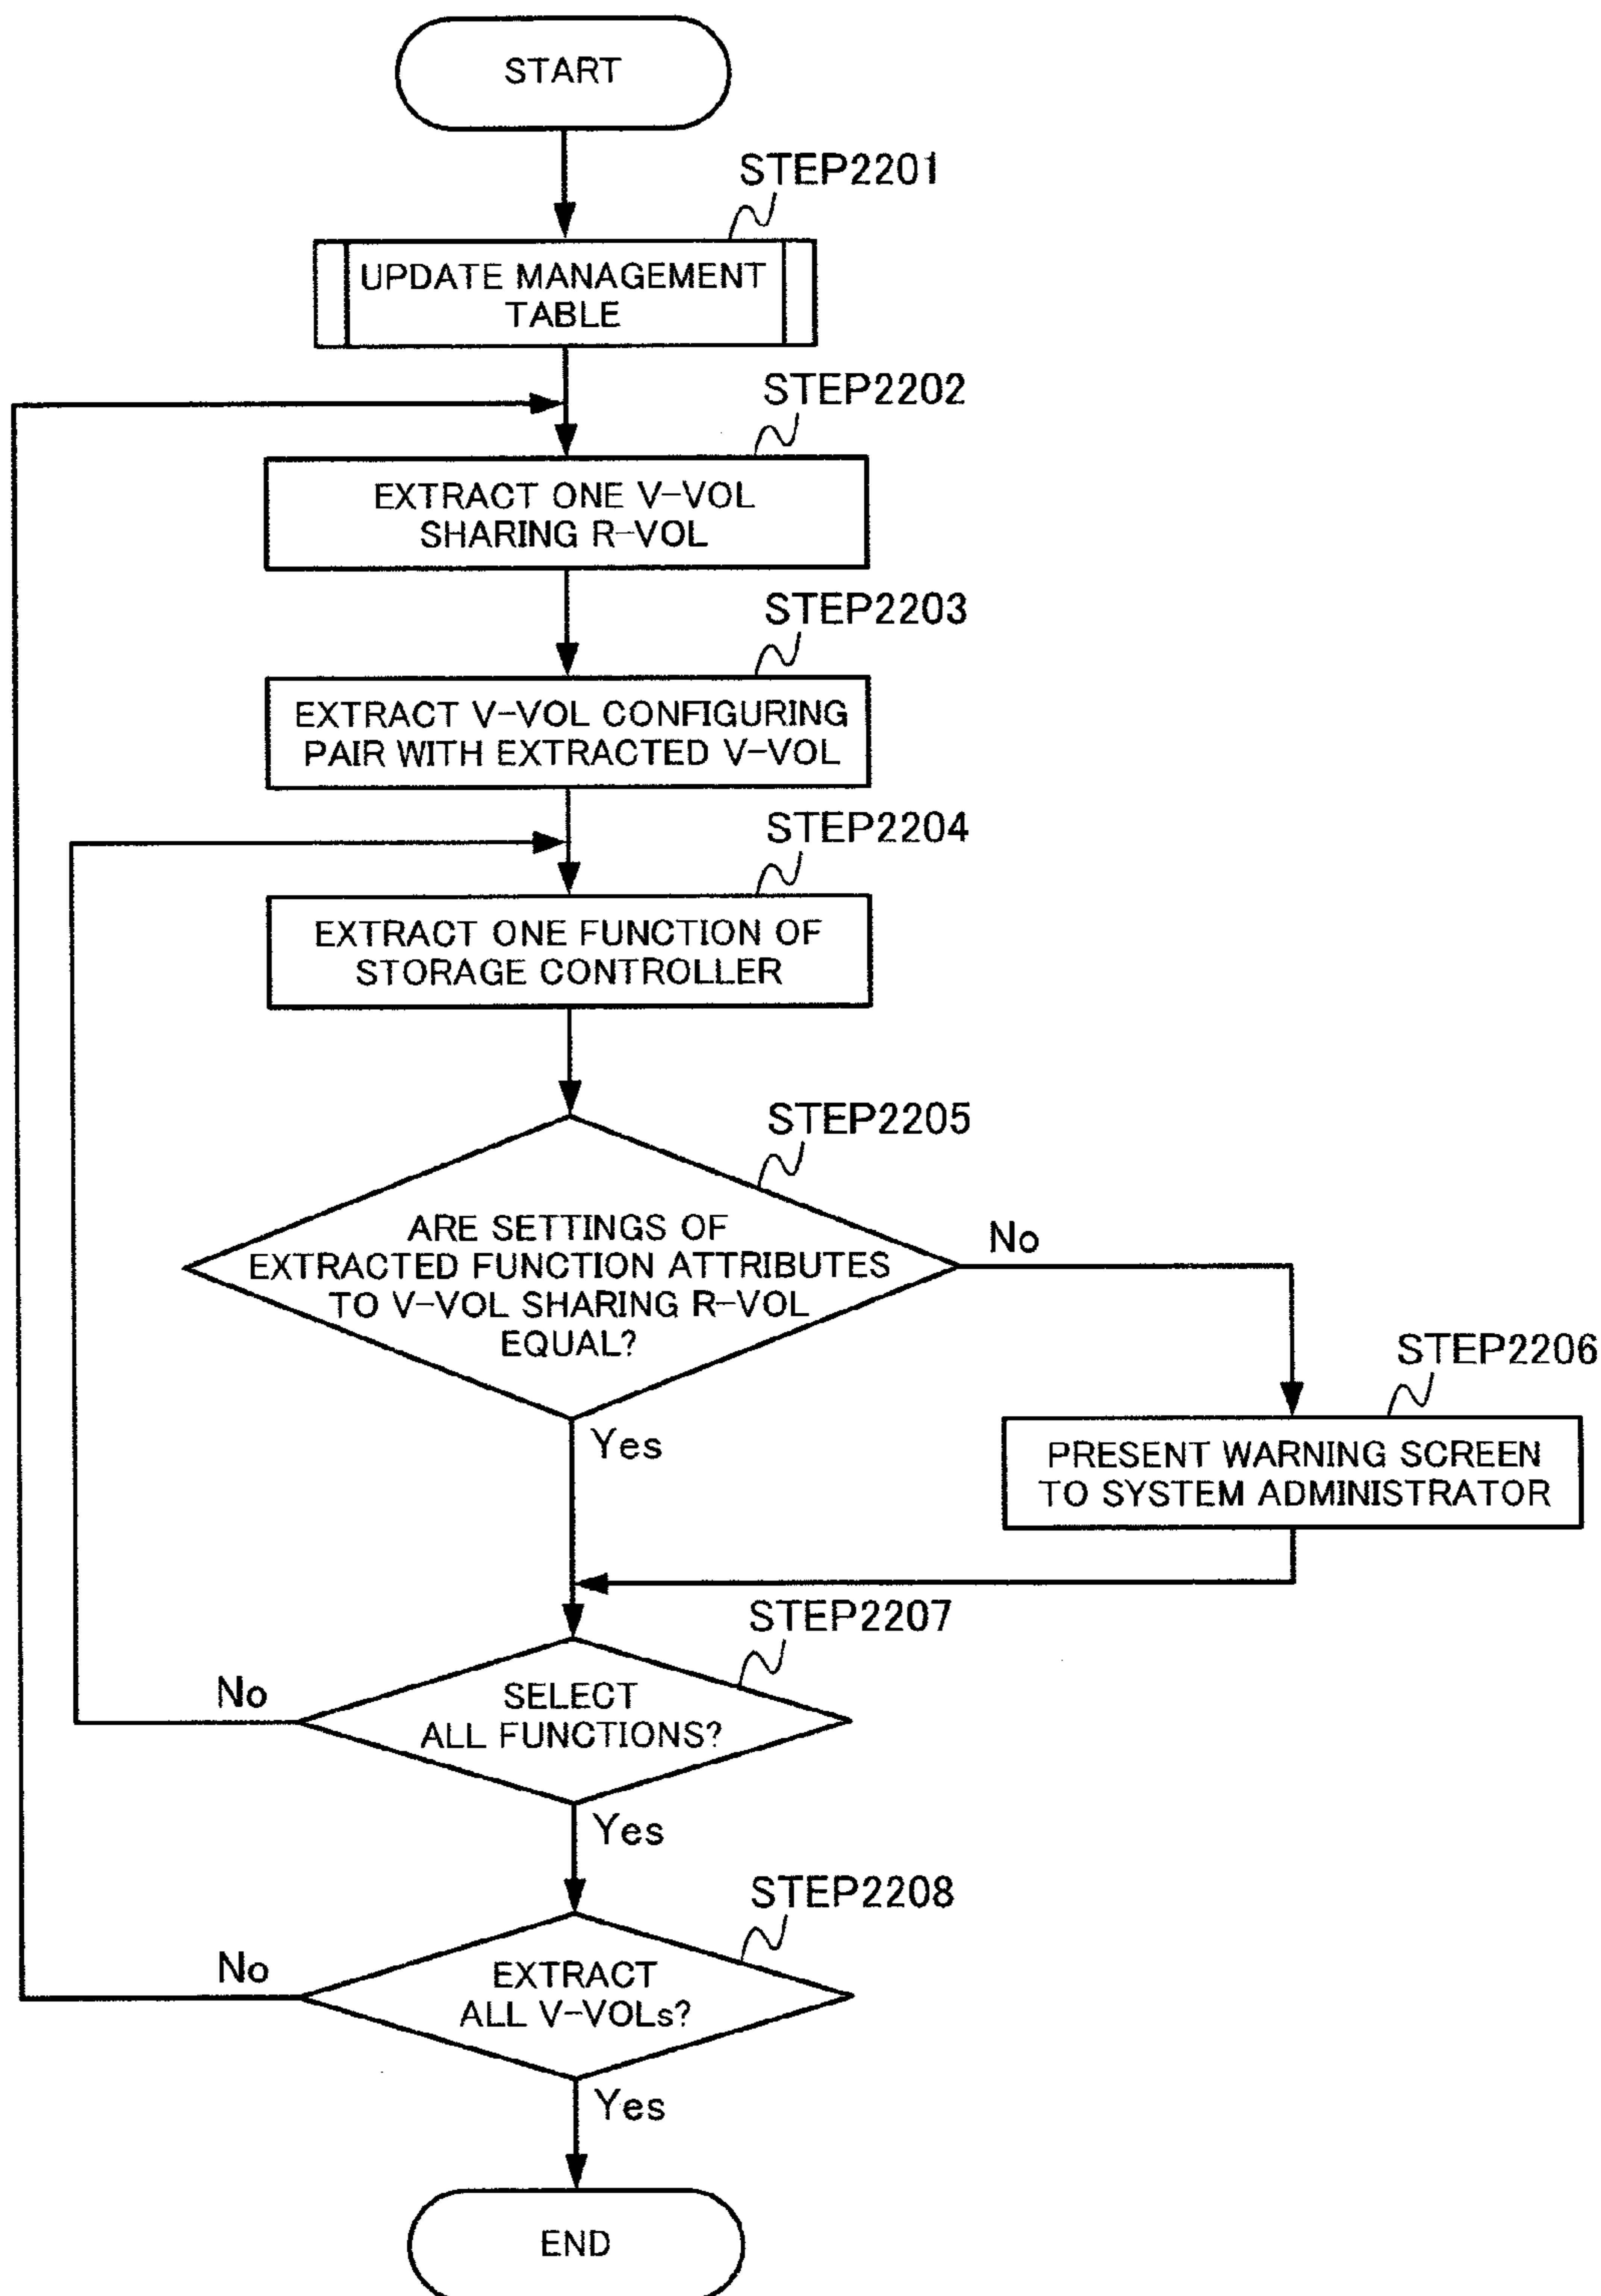 START
STEP2201
UPDATE MANAGEMENT
TABLE
STEP2202
EXTRACT ONE V-VOL
SHARING R-VOL
STEP2203
EXTRACT V-VOL CONFIGURING
PAIR WITH EXTRACTED V-VOL
STEP2204
EXTRACT ONE FUNCTION OF
STORAGE CONTROLLER
STEP2205
ARE SETTINGS OF
EXTRACTED FUNCTION ATTRIBUTES
TO V-VOL SHARING R-VOL
EQUAL?
No
Yes
STEP2206
PRESENT WARNING SCREEN
TO SYSTEM ADMINISTRATOR
STEP2207
SELECT
ALL FUNCTIONS?
No
Yes
STEP2208
EXTRACT
ALL V-VOLs?
No
Yes
END